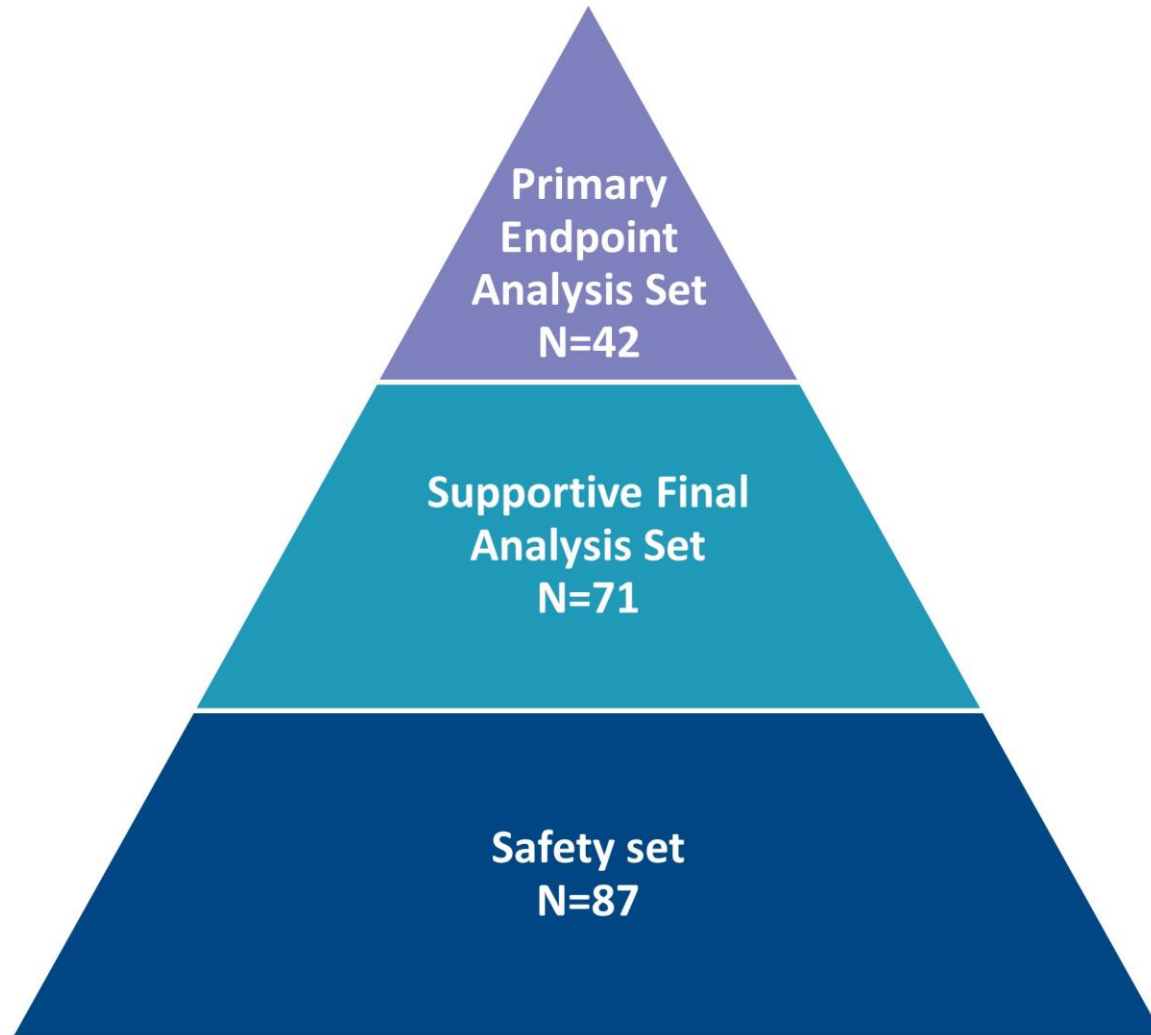 Primary
Endpoint
Analysis Set
N=42
Supportive Final
Analysis Set
N=71
Safety set
N=87